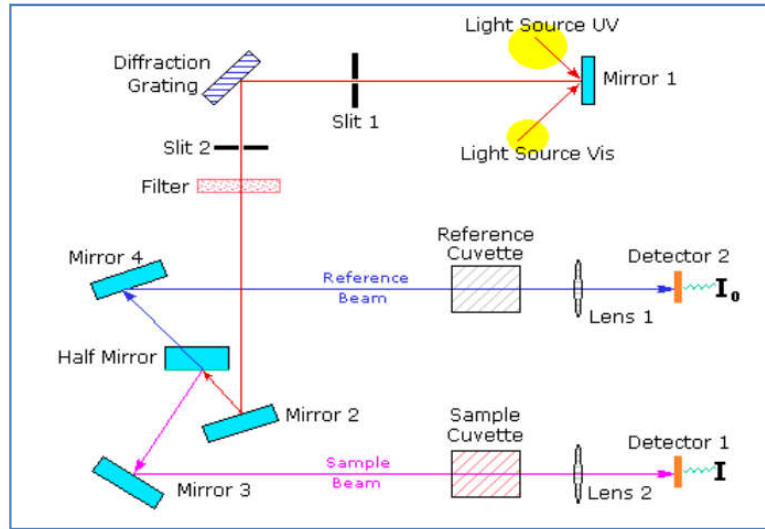 Light Source UV
Diffraction
Grating
Mirror 1
Slit 1
Slit 2
Light Source Vis
Filter
Mirror 4
Reference
Cuvette
Detector 2
Reference
Beam
I₀
Lens 1
Half Mirror
Mirror 2
Sample
Cuvette
Detector 1
Sample
Beam
I
Mirror 3
Lens 2